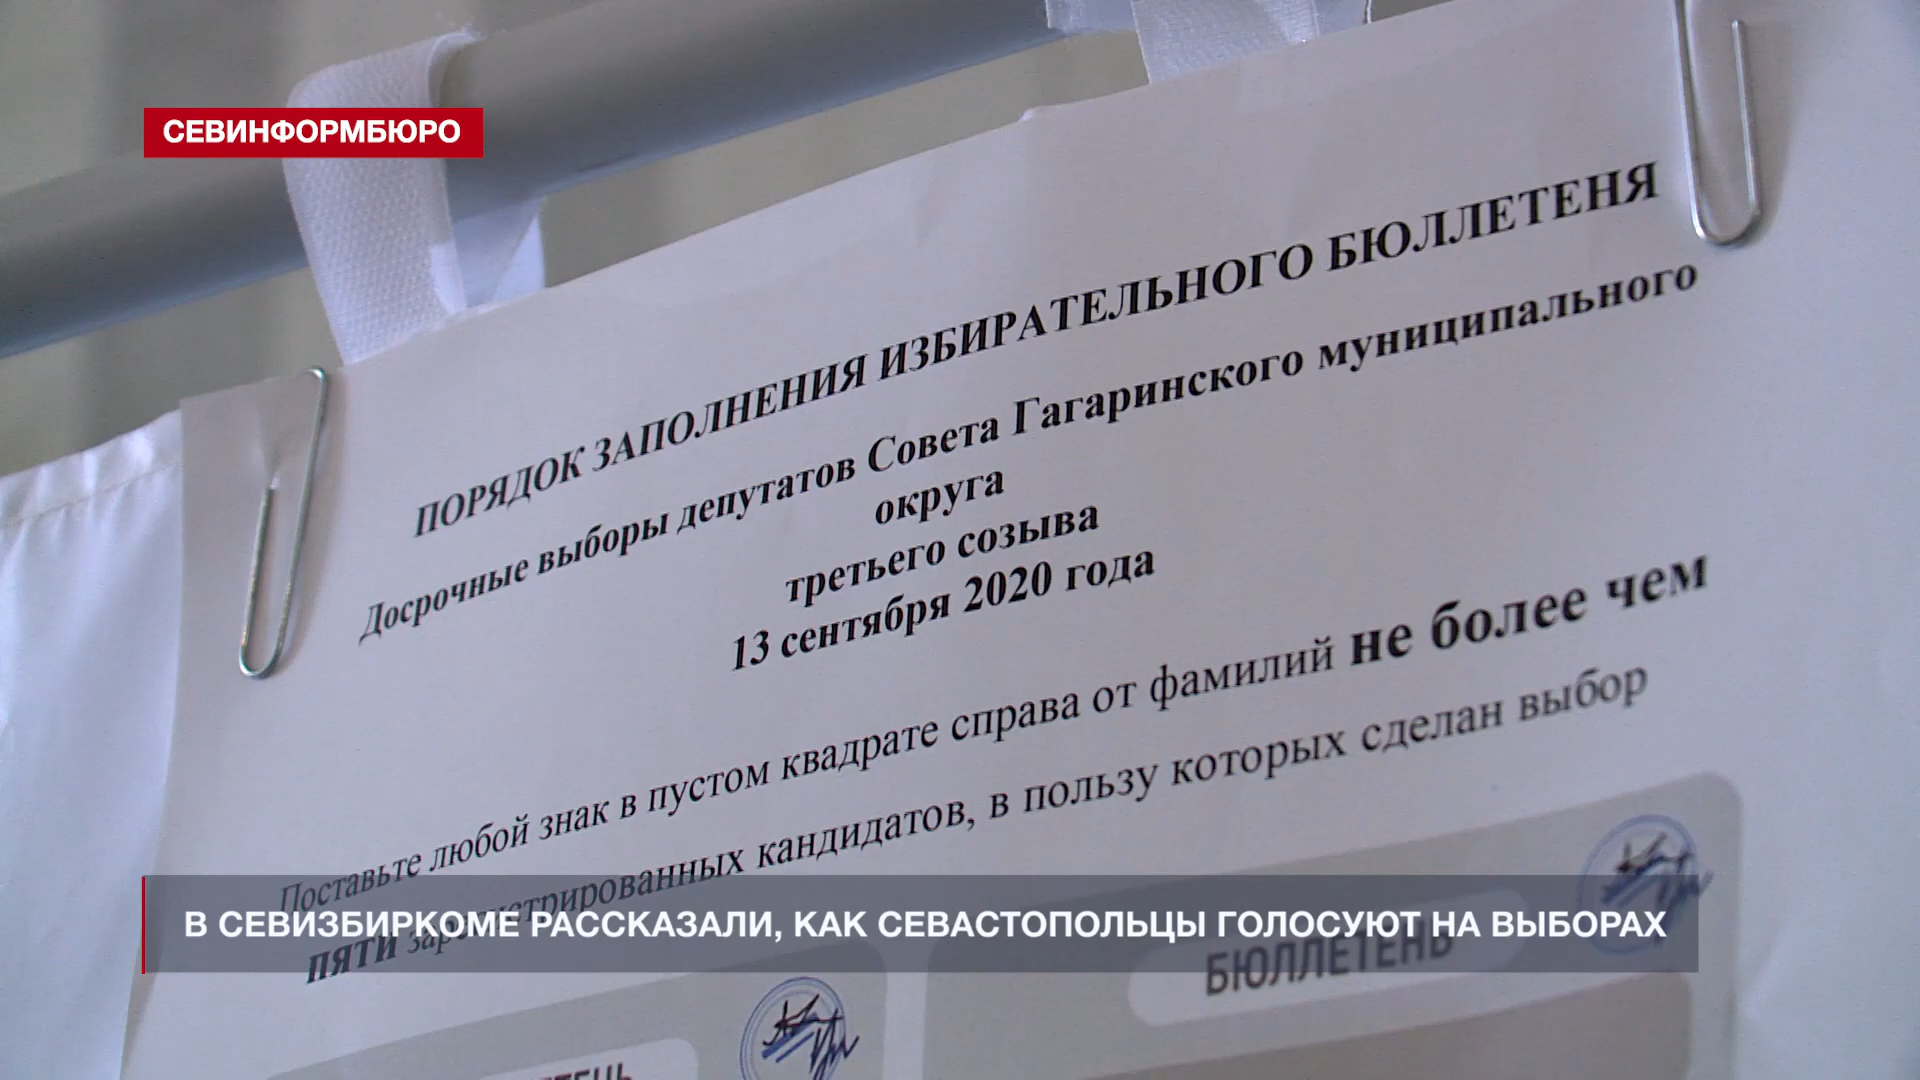 СЕВИНФОРМБЮРО
ПОРЯДОК ЗАПОЛНЕНИЯ ИЗБИРАТЕЛЬНОГО БЮЛЛЕТЕНЯ
Досрочные выборы депутатов Совета Гагаринского муниципального
округа
третьего созыва
13 сентября 2020 года
Поставьте любой знак в пустом квадрате справа от фамилий не более чем
ПЯТИ зарегистрированных кандидатов, в пользу которых сделан выбор
В СЕВИЗБИРКОМЕ РАССКАЗАЛИ, КАК СЕВАСТОПОЛЬЦЫ ГОЛОСУЮТ НА ВЫБОРАХ
БЮЛЛЕТЕНЬ